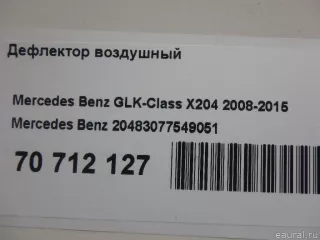 Дефлектор воздушный
Mercedes Benz GLK-Class X204 2008-2015
Mercedes Benz 20483077549051
70 712 127
eaural.ru